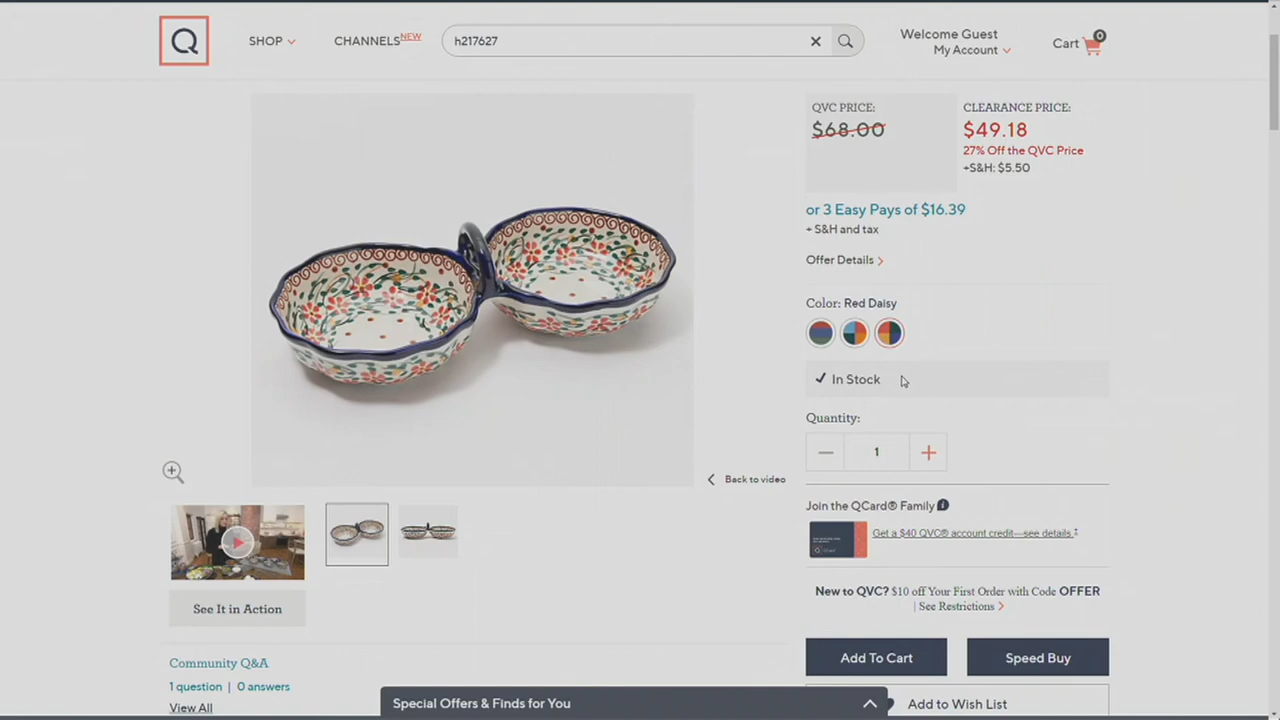 Q
SHOP
CHANNELS NEW
h217627
Welcome Guest
My Account
Cart
0
QVC PRICE:
$68.00
CLEARANCE PRICE:
$49.18
27% Off the QVC Price
+S&H: $5.50
or 3 Easy Pays of $16.39
+ S&H and tax
Offer Details
Color: Red Daisy
In Stock
Quantity:
1
Back to video
Join the QCard® Family
Get a $40 QVC® account credit—see details.‡
New to QVC? $10 off Your First Order with Code OFFER
| See Restrictions
See It in Action
Add To Cart
Speed Buy
Community Q&A
1 question | 0 answers
View All
Special Offers & Finds for You
Add to Wish List